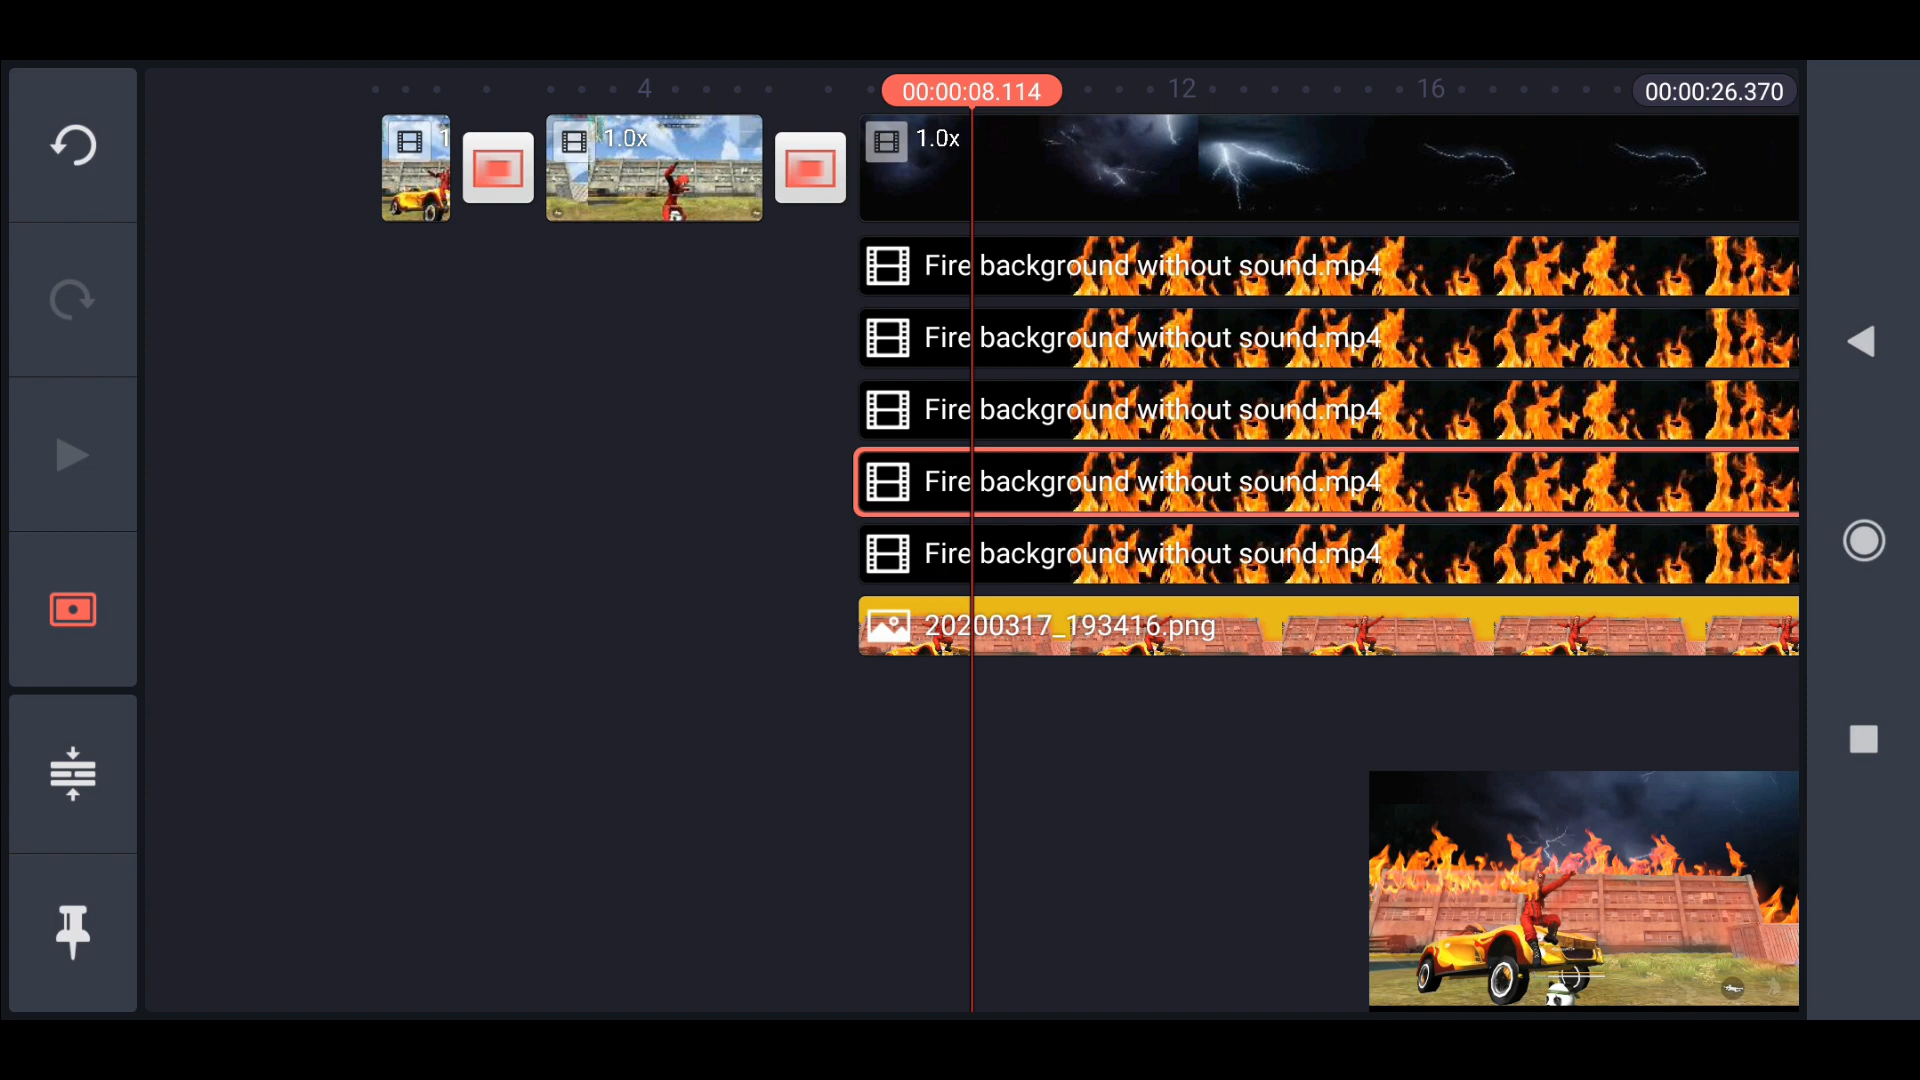 4
00:00:08.114
12
16
00:00:26.370
1
1.0x
1.0x
Fire background without sound.mp4
Fire background without sound.mp4
Fire background without sound.mp4
Fire background without sound.mp4
Fire background without sound.mp4
20200317_193416.png